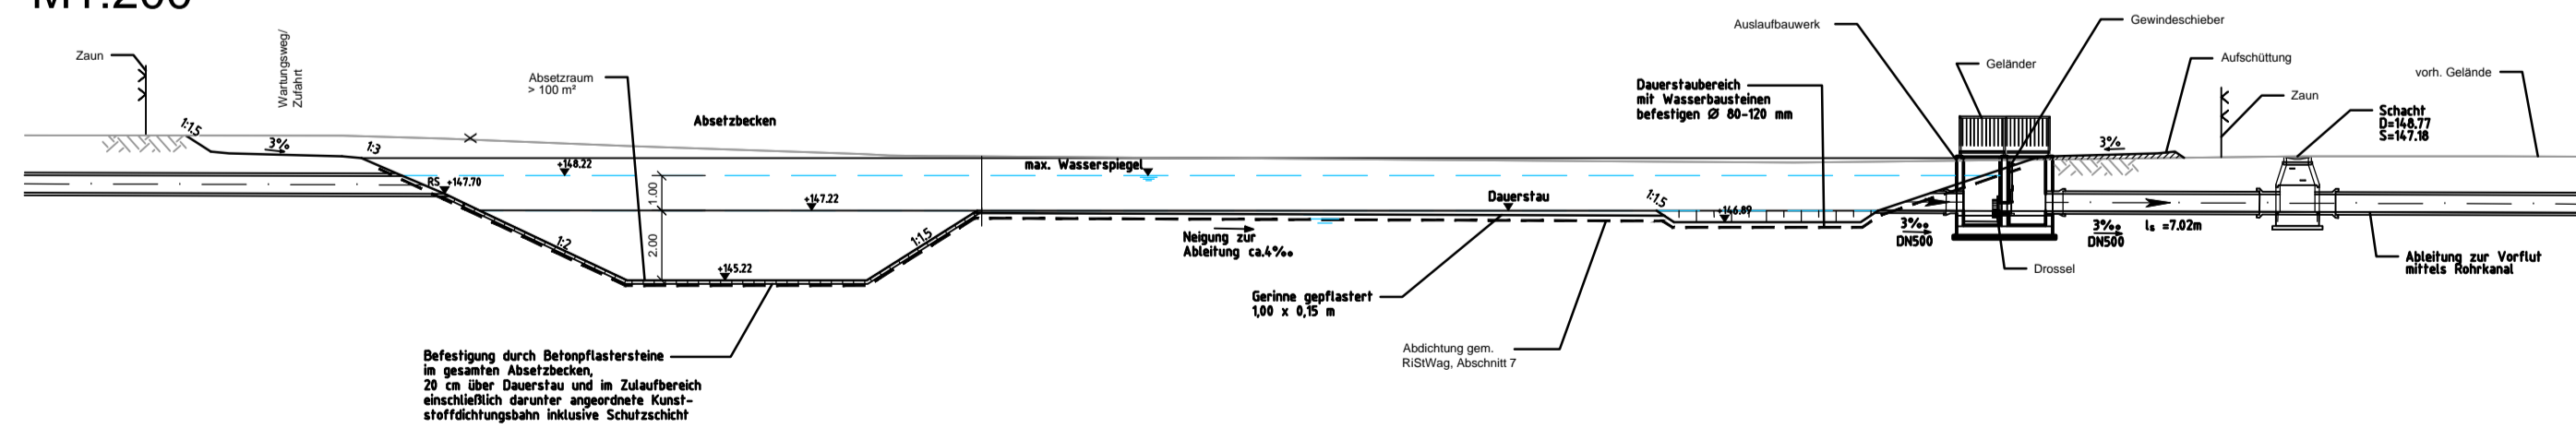 M1:200
Zaun
Wartungsweg/
Zufahrt
1:1,5
3%
1:3
Absetzraum
> 100 m²
Absetzbecken
+148.22
RS +147.70
1.00
+147.22
2.00
1:2
1:1,5
+145.22
Befestigung durch Betonpflastersteine
im gesamten Absetzbecken,
20 cm über Dauerstau und im Zulaufbereich
einschließlich darunter angeordnete Kunst-
stoffdichtungsbahn inklusive Schutzschicht
max. Wasserspiegel
Dauerstau
Neigung zur
Ableitung ca.4‰
Gerinne gepflastert
1,00 x 0,15 m
Abdichtung gem.
RiStWag, Abschnitt 7
Dauerstaubereich
mit Wasserbausteinen
befestigen Ø 80-120 mm
1:1,5
+146.89
Auslaufbauwerk
Gewindeschieber
Geländer
Aufschüttung
vorh. Gelände
Zaun
Schacht
D=148.77
S=147.18
3%
3‰
DN500
Drossel
3‰
DN500
ls =7.02m
Ableitung zur Vorflut
mittels Rohrkanal